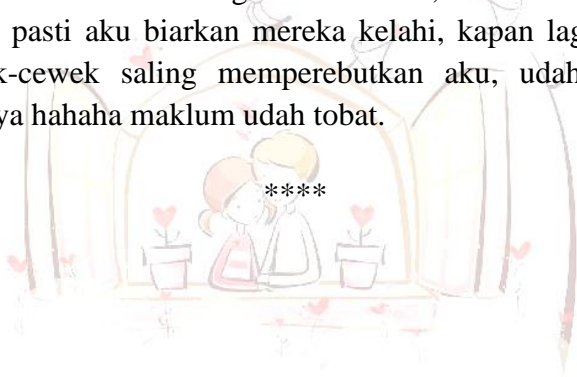 pasti aku biarkan mereka kelahi, kapan lag
k-cewek saling memperebutkan aku, udah
ya hahaha maklum udah tobat.
****